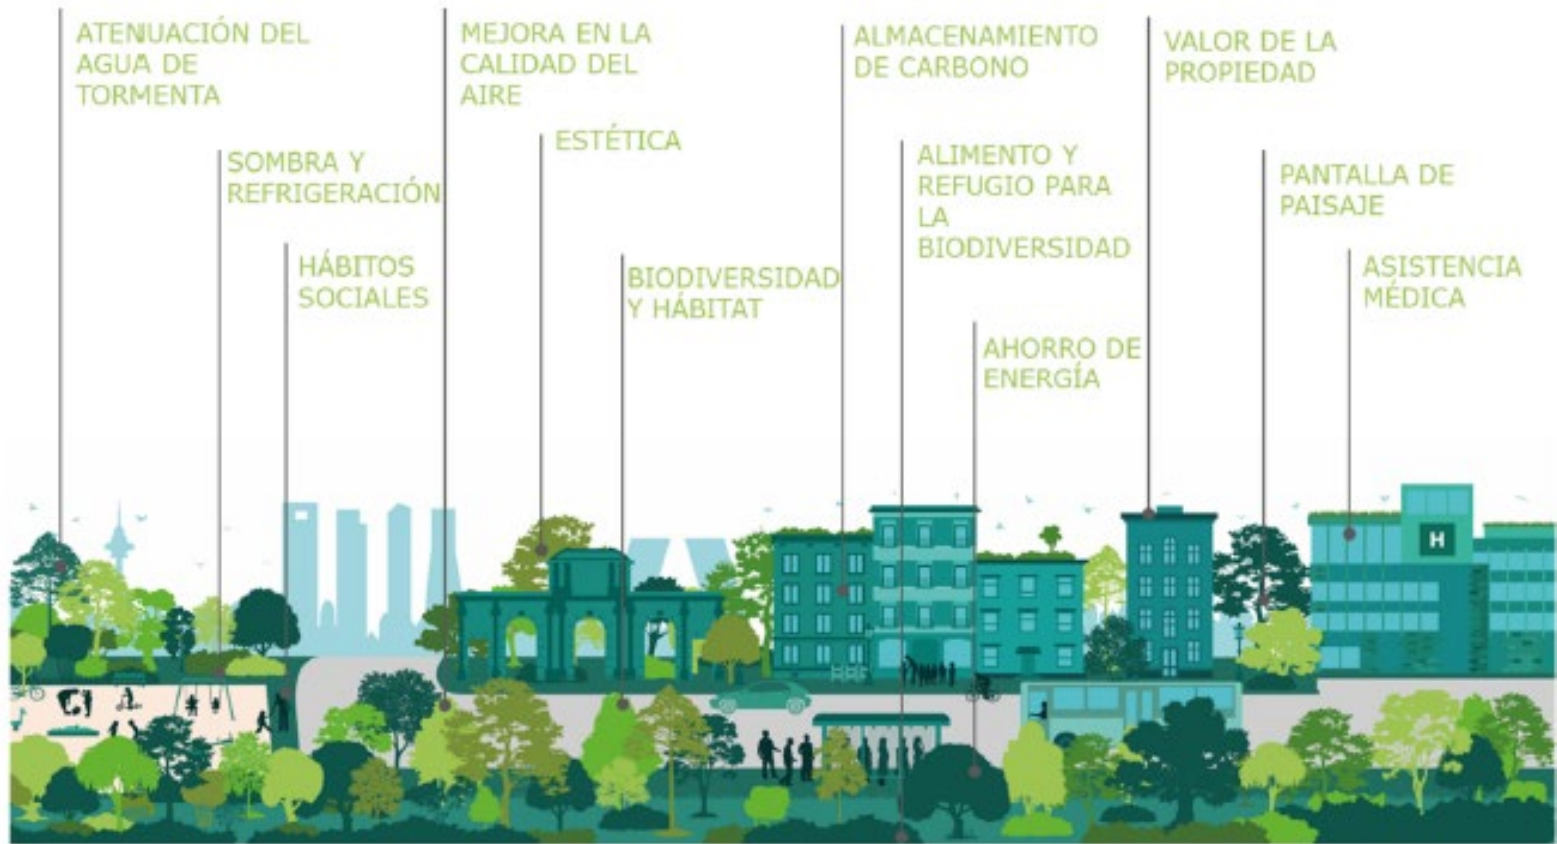 ATENUACIÓN DEL
AGUA DE
TORMENTA
SOMBRA Y
REFRIGERACIÓN
HÁBITOS
SOCIALES
MEJORA EN LA
CALIDAD DEL
AIRE
ESTÉTICA
BIODIVERSIDAD
Y HÁBITAT
ALMACENAMIENTO
DE CARBONO
ALIMENTO Y
REFUGIO PARA
LA
BIODIVERSIDAD
AHORRO DE
ENERGÍA
VALOR DE LA
PROPIEDAD
PANTALLA DE
PAISAJE
ASISTENCIA
MÉDICA
H